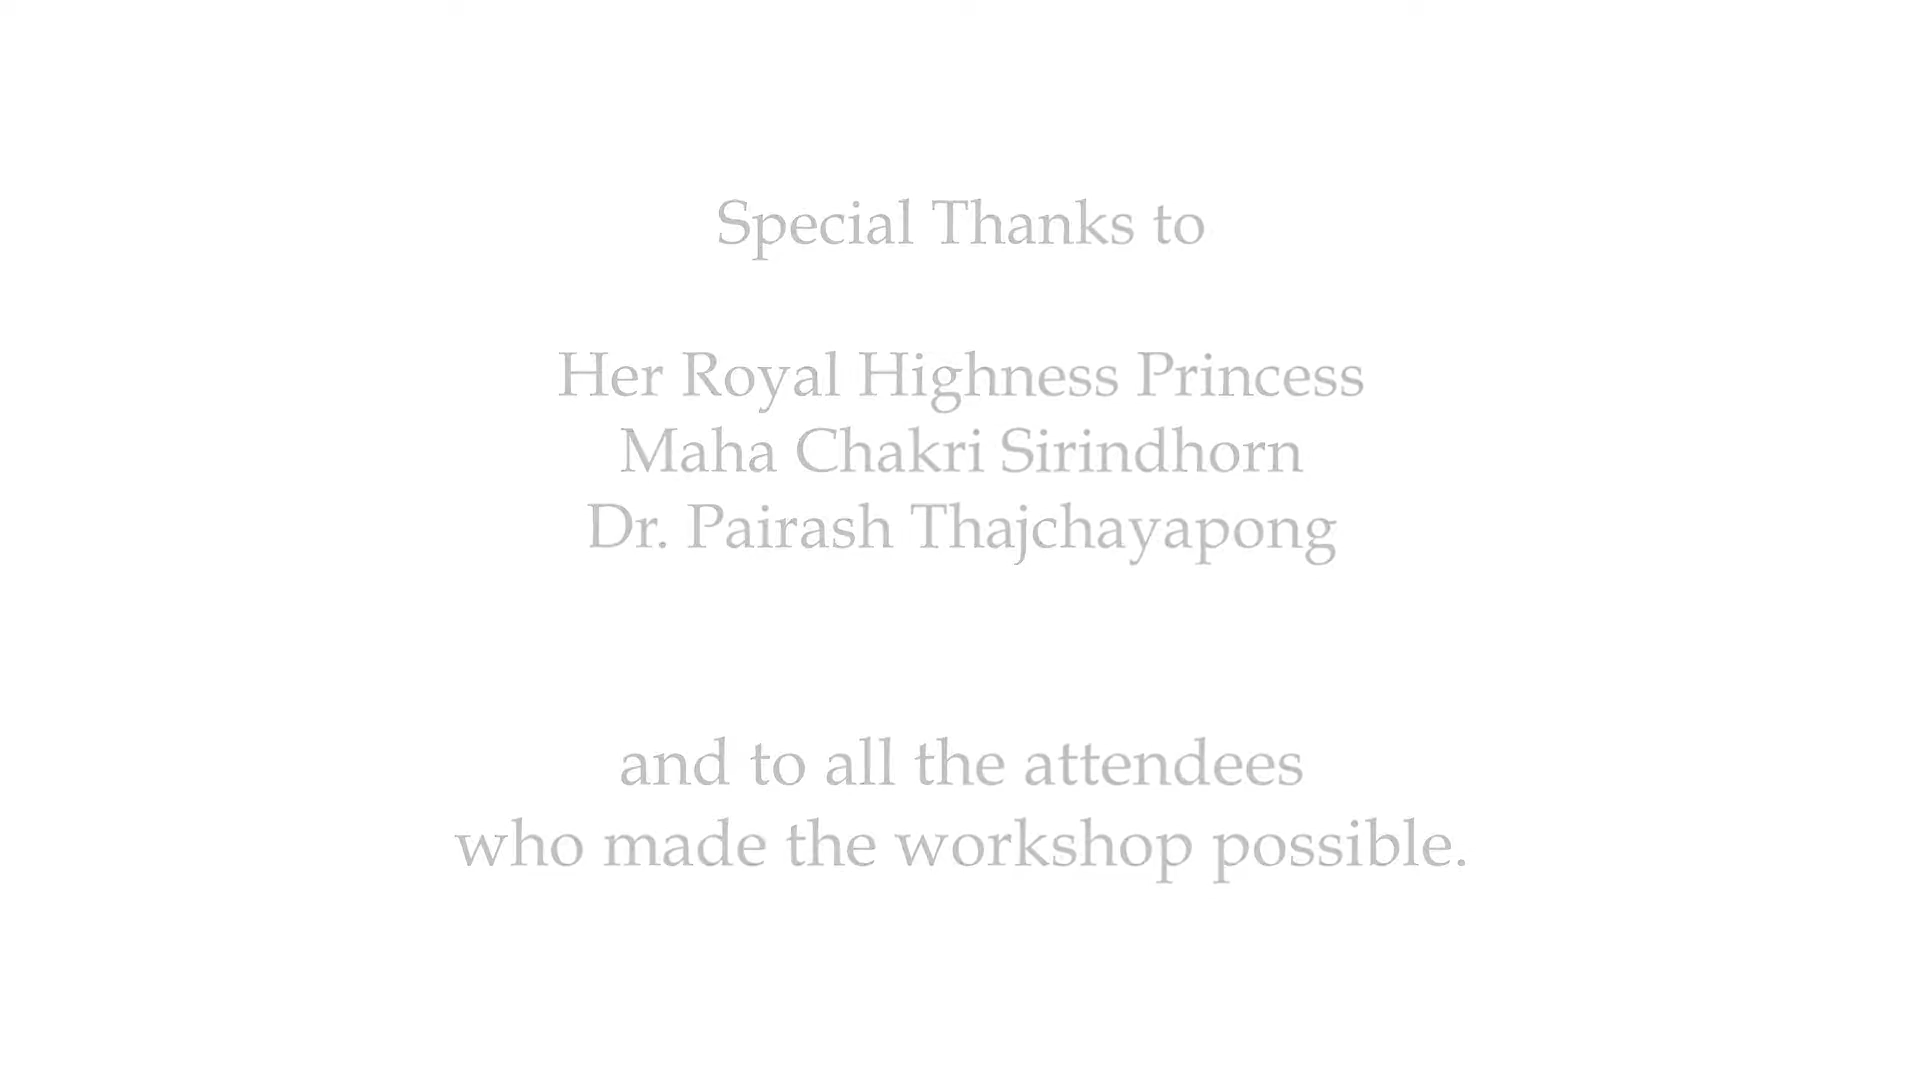 Special Thanks to
Her Royal Highness Princess
Maha Chakri Sirindhorn
Dr. Pairash Thajchayapong
and to all the attendees
who made the workshop possible.